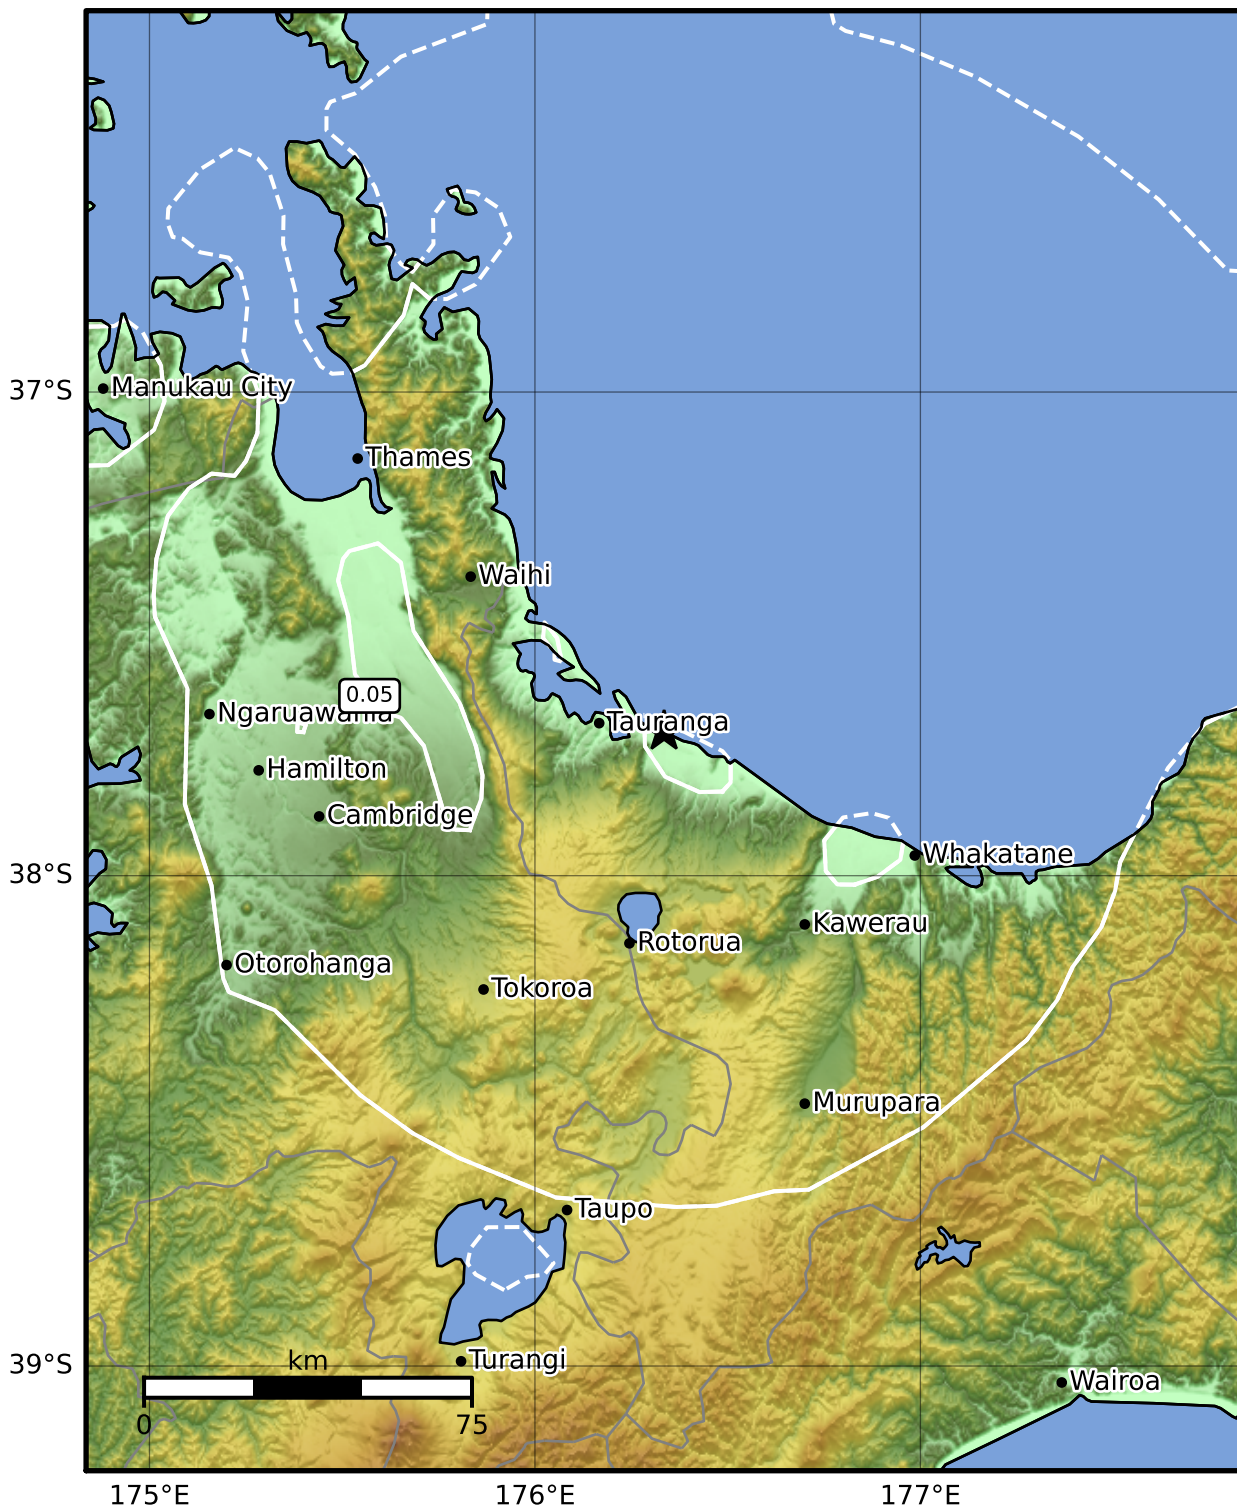 37°S
Manukau City
Thames
Waihi
0.05
Ngaruawahia
Tauranga
Hamilton
Cambridge
38°S
Whakatane
Kawerau
Rotorua
Otorohanga
Tokoroa
Murupara
Taupo
39°S
km
Turangi
Wairoa
0
75
175°E
176°E
177°E